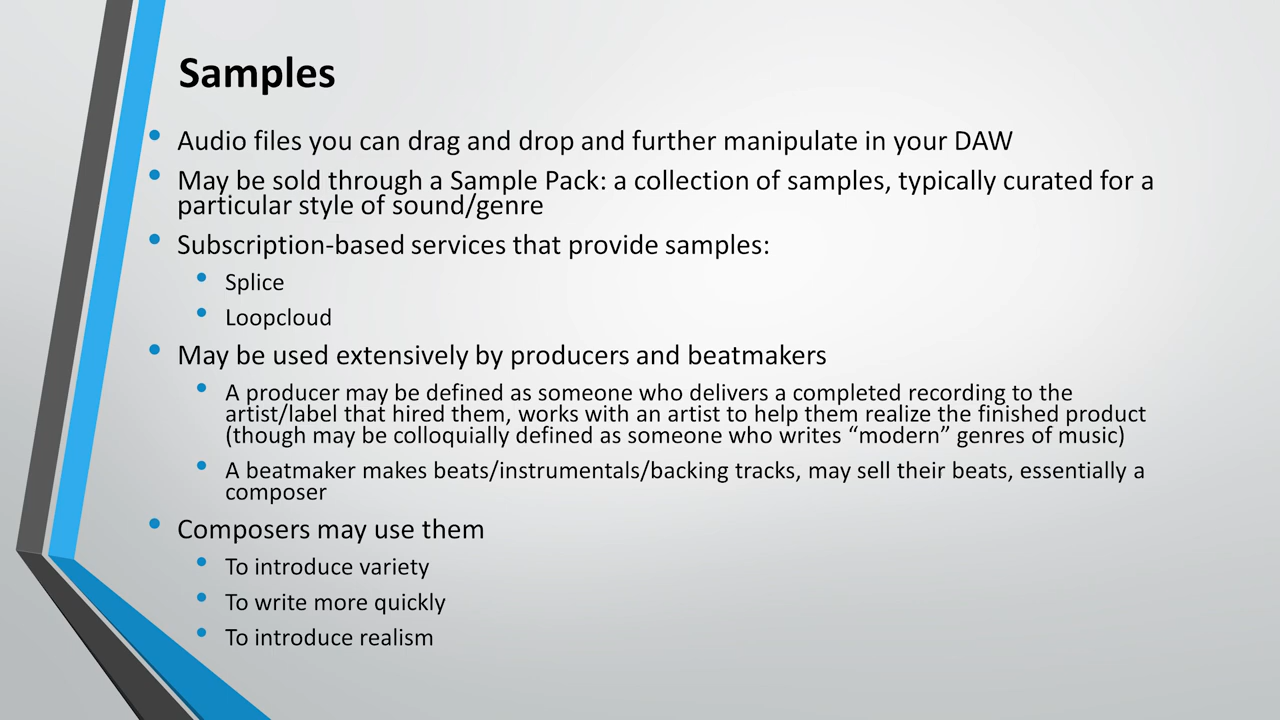 Samples
Audio files you can drag and drop and further manipulate in your DAW
May be sold through a Sample Pack: a collection of samples, typically curated for a
particular style of sound/genre
Subscription-based services that provide samples:
Splice
Loopcloud
May be used extensively by producers and beatmakers
A producer may be defined as someone who delivers a completed recording to the
artist/label that hired them, works with an artist to help them realize the finished product
(though may be colloquially defined as someone who writes “modern” genres of music)
A beatmaker makes beats/instrumentals/backing tracks, may sell their beats, essentially a
composer
Composers may use them
To introduce variety
To write more quickly
To introduce realism